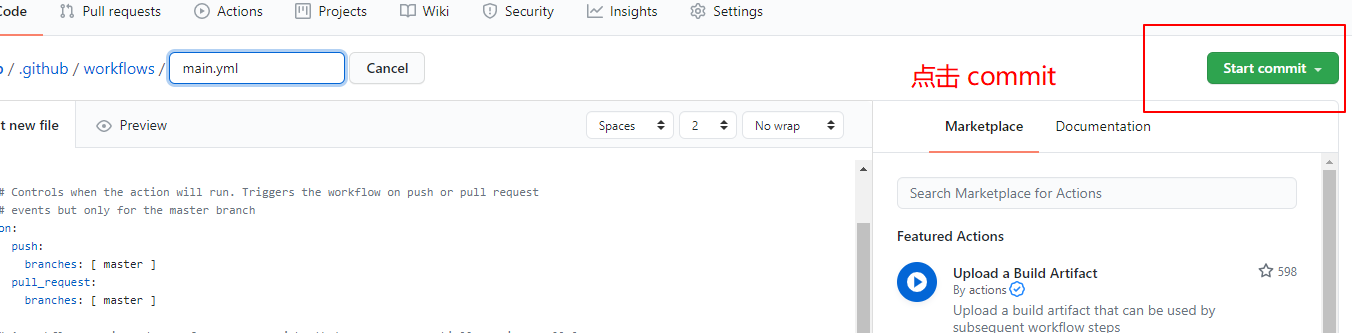 Code Pull requests Actions Projects Wiki Security Insights Settings
/ .github / workflows / main.yml Cancel 点击 commit Start commit
new file Preview Spaces 2 No wrap
Marketplace Documentation
# Controls when the action will run. Triggers the workflow on push or pull request
# events but only for the master branch
on:
push:
branches: [ master ]
pull_request:
branches: [ master ]
Search Marketplace for Actions
Featured Actions
Upload a Build Artifact 598
By actions
Upload a build artifact that can be used by
subsequent workflow steps